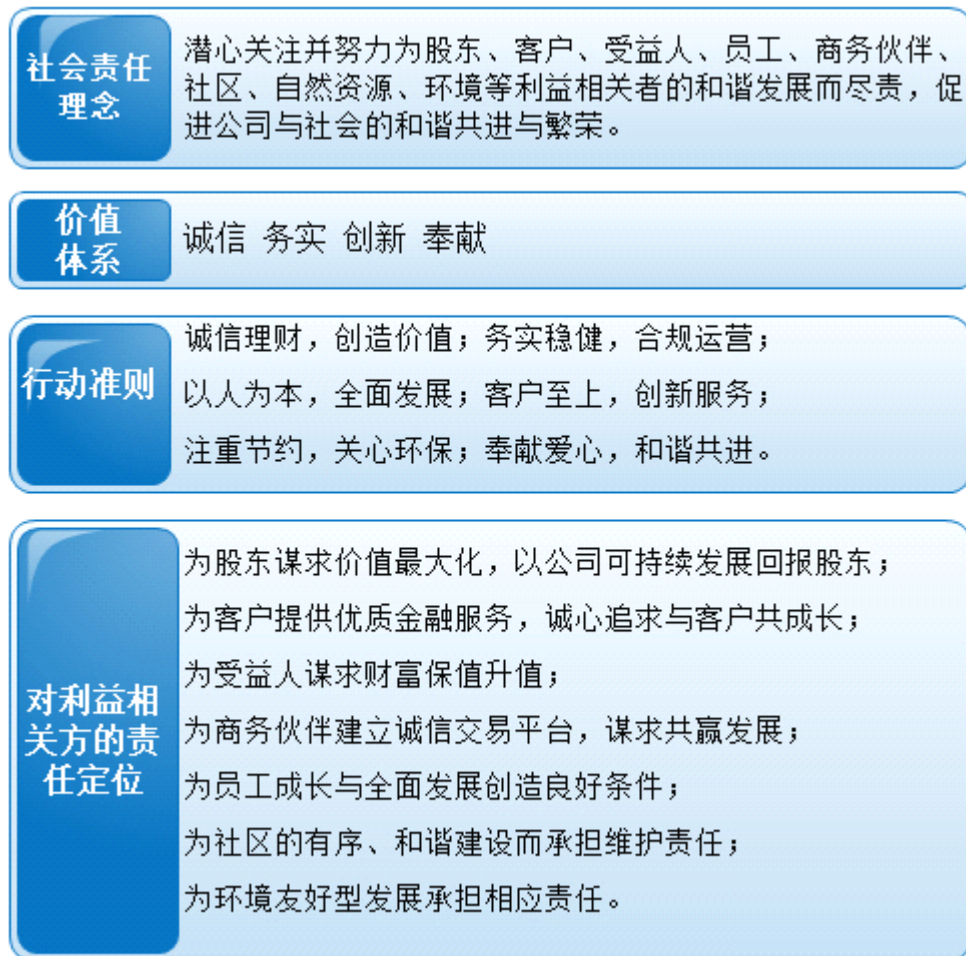 社会责任
理念
潜心关注并努力为股东、客户、受益人、员工、商务伙伴、
社区、自然资源、环境等利益相关者的和谐发展而尽责，促
进公司与社会的和谐共进与繁荣。
价值
体系
诚信 务实 创新 奉献
行动准则
诚信理财，创造价值；务实稳健，合规运营；
以人为本，全面发展；客户至上，创新服务；
注重节约，关心环保；奉献爱心，和谐共进。
对利益相
关方的责
任定位
为股东谋求价值最大化，以公司可持续发展回报股东；
为客户提供优质金融服务，诚心追求与客户共成长；
为受益人谋求财富保值升值；
为商务伙伴建立诚信交易平台，谋求共赢发展；
为员工成长与全面发展创造良好条件；
为社区的有序、和谐建设而承担维护责任；
为环境友好型发展承担相应责任。